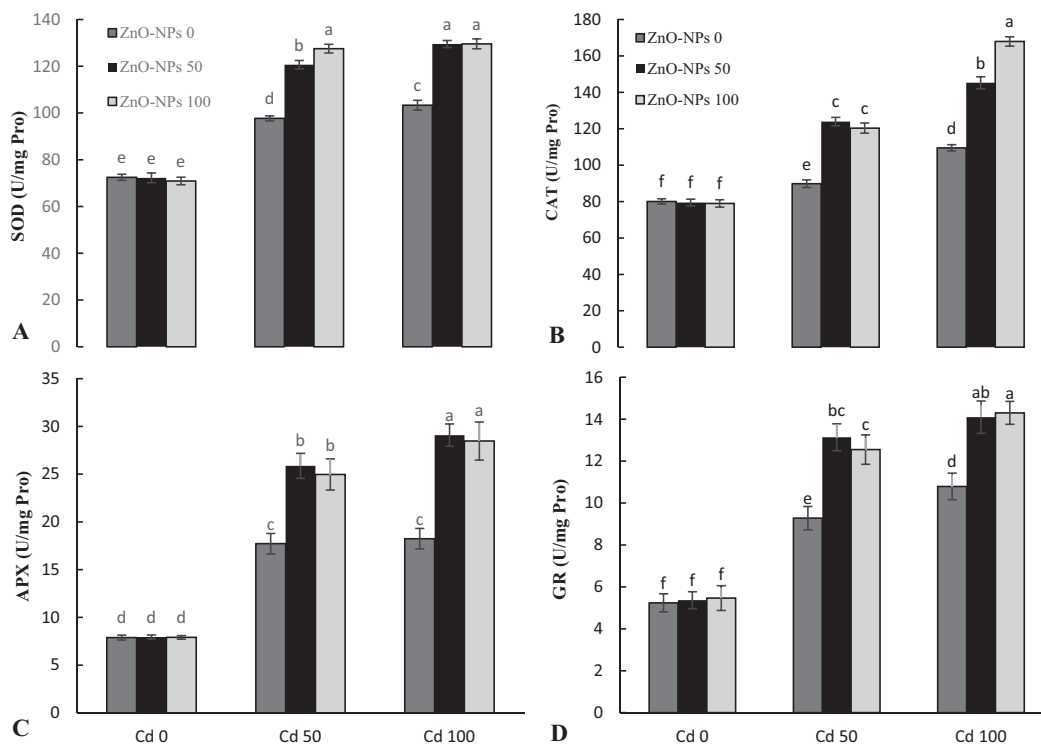 140
120
100
80
60
40
20
0
SOD (U/mg Pro)
ZnO-NPs 0
ZnO-NPs 50
ZnO-NPs 100
e e e
d b a
c a a
A
180
160
140
120
100
80
60
40
20
0
CAT (U/mg Pro)
ZnO-NPs 0
ZnO-NPs 50
ZnO-NPs 100
f f f
e c c
d b a
B
35
30
25
20
15
10
5
0
APX (U/mg Pro)
d d d
c b b
c a a
Cd 0 Cd 50 Cd 100
C
16
14
12
10
8
6
4
2
0
GR (U/mg Pro)
f f f
e bc c
d ab a
Cd 0 Cd 50 Cd 100
D